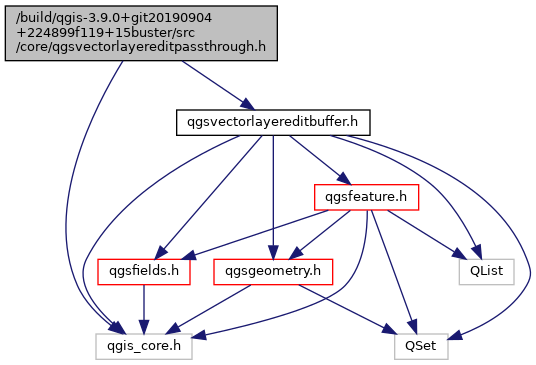 /build/qgis-3.9.0+git20190904
+224899f119+15buster/src
/core/qgsvectorlayereditpassthrough.h
qgsvectorlayereditbuffer.h
qgsfeature.h
qgsfields.h
qgsgeometry.h
QList
qgis_core.h
QSet